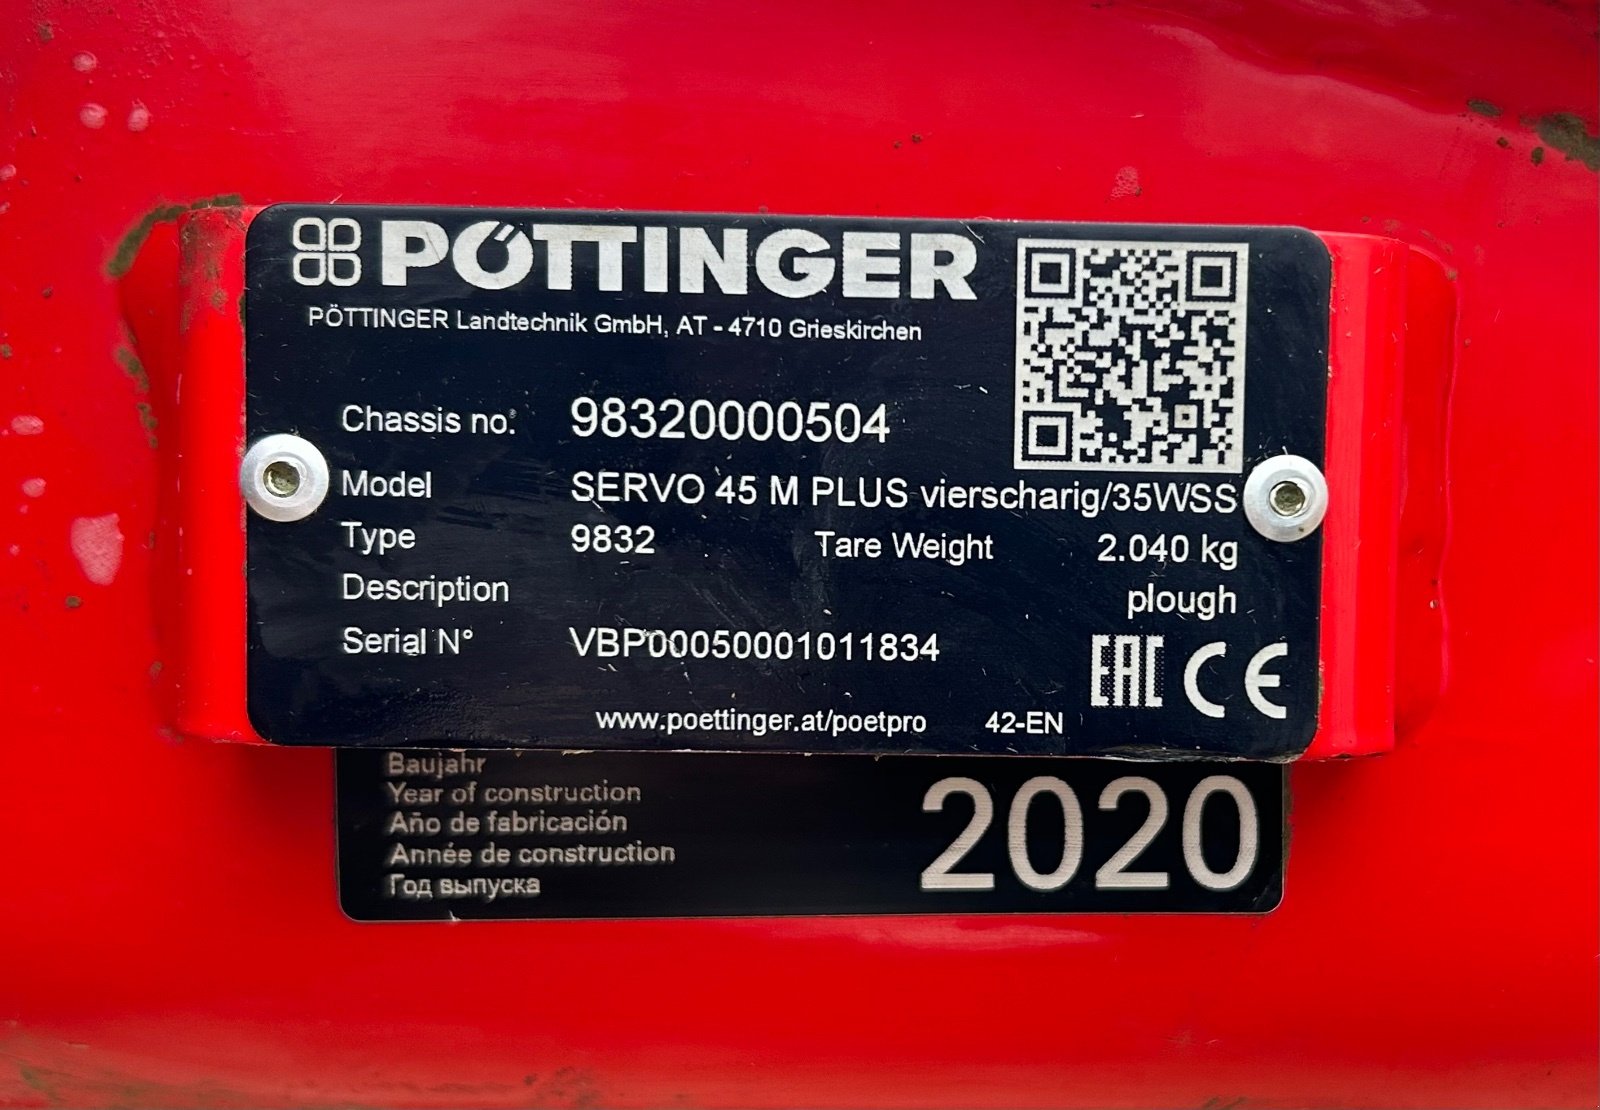 PÖTTINGER
PÖTTINGER Landtechnik GmbH, AT - 4710 Grieskirchen
Chassis no. 98320000504
Model SERVO 45 M PLUS vierscharig/35WSS
Type 9832 Tare Weight 2.040 kg
Description plough
Serial N° VBP00050001011834
EAC CE
www.poettinger.at/poetpro 42-EN
Baujahr
Year of construction
Año de fabricación
Année de construction
Год выпуска
2020